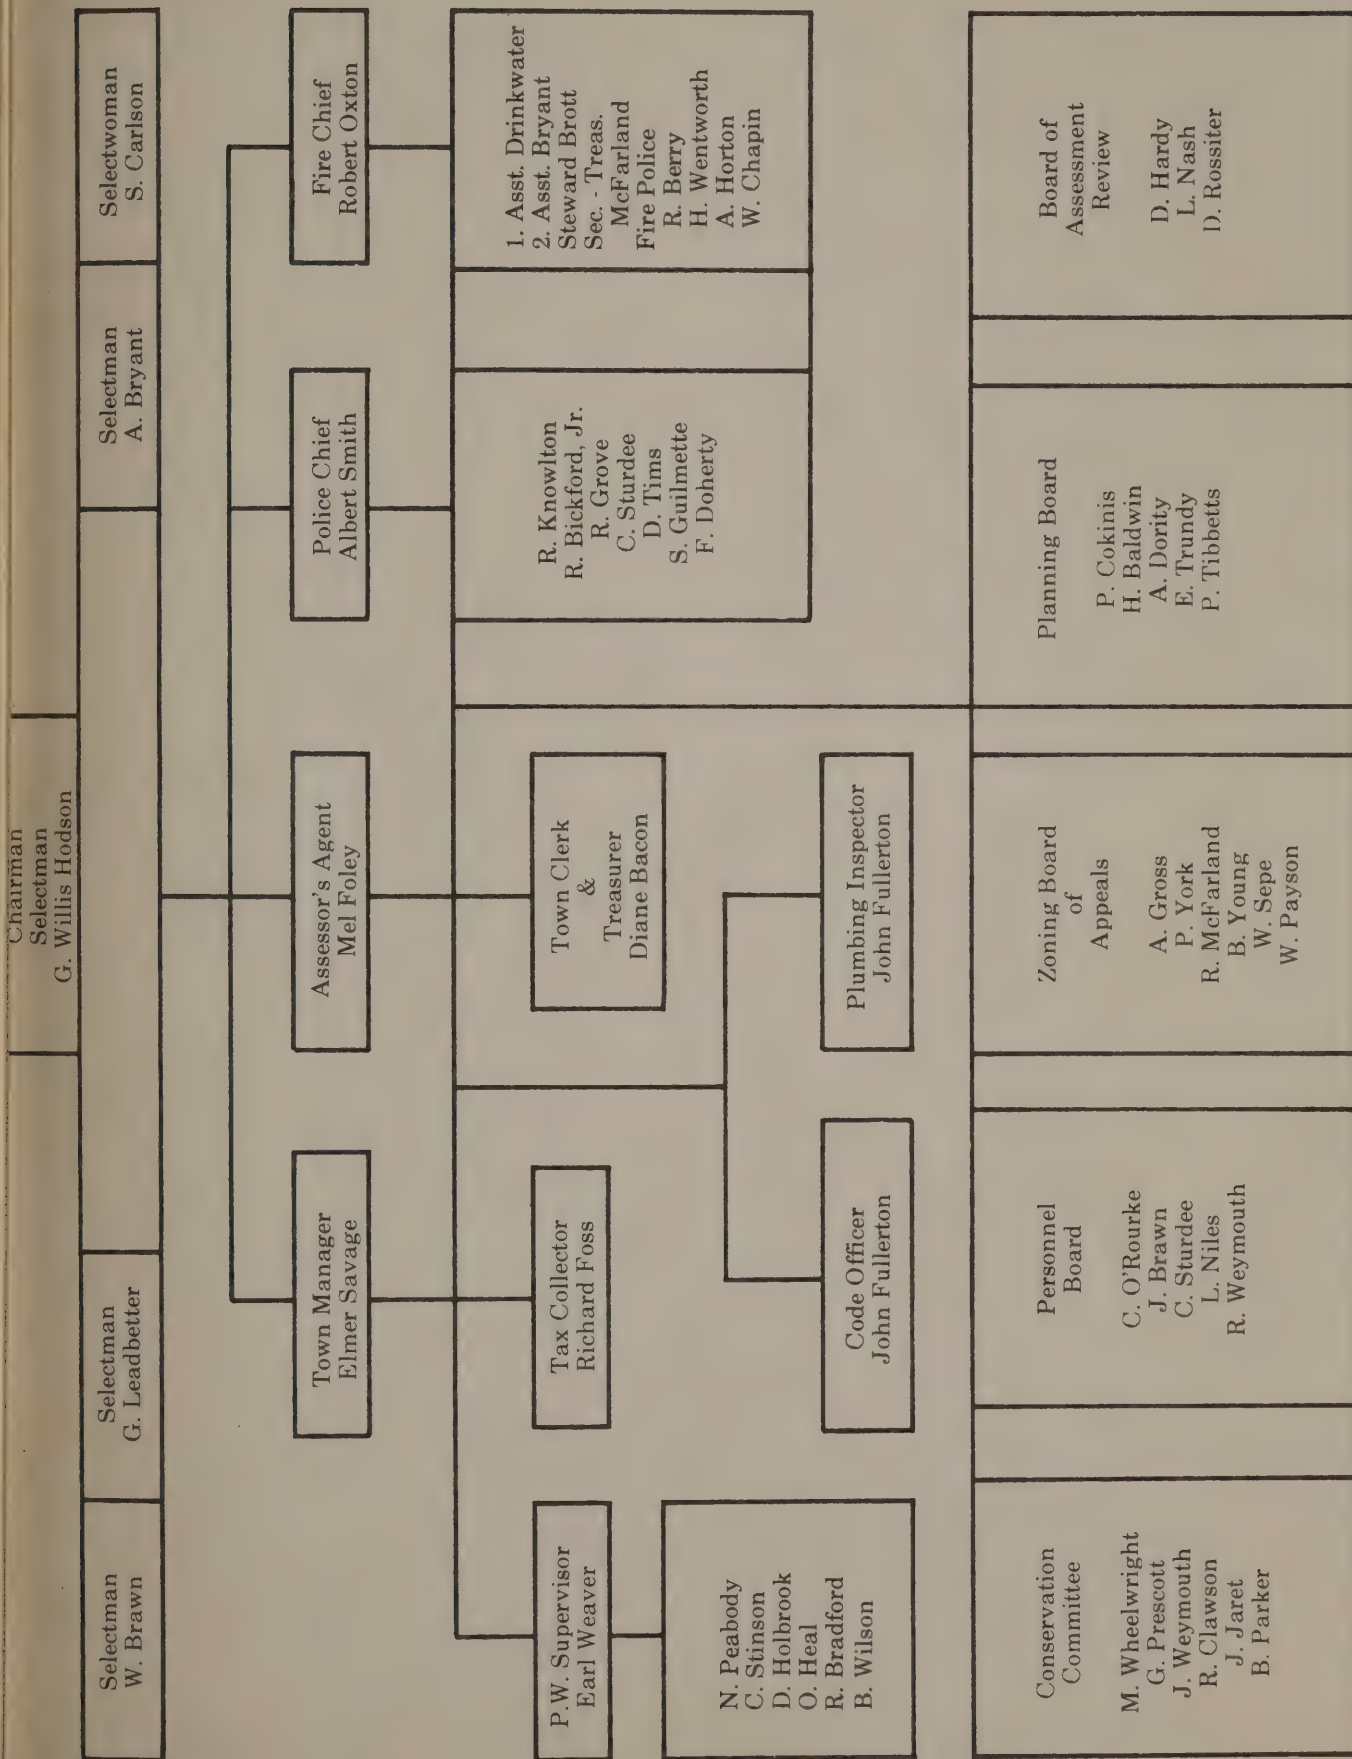 Chairman
Selectman
G. Willis Hodson
Selectman
W. Brawn
Selectman
G. Leadbetter
Selectman
A. Bryant
Selectwoman
S. Carlson
Town Manager
Elmer Savage
Assessor's Agent
Mel Foley
Police Chief
Albert Smith
Fire Chief
Robert Oxton
P.W. Supervisor
Earl Weaver
Tax Collector
Richard Foss
Town Clerk
&
Treasurer
Diane Bacon
R. Knowlton
R. Bickford, Jr.
R. Grove
C. Sturdee
D. Tims
S. Guilmette
F. Doherty
1. Asst. Drinkwater
2. Asst. Bryant
Steward Brott
Sec. - Treas.
McFarland
Fire Police
R. Berry
H. Wentworth
A. Horton
W. Chapin
N. Peabody
C. Stinson
D. Holbrook
O. Heal
R. Bradford
B. Wilson
Code Officer
John Fullerton
Plumbing Inspector
John Fullerton
Conservation
Committee
M. Wheelwright
G. Prescott
J. Weymouth
R. Clawson
J. Jaret
B. Parker
Personnel
Board
C. O'Rourke
J. Brawn
C. Sturdee
L. Niles
R. Weymouth
Zoning Board
of
Appeals
A. Gross
P. York
R. McFarland
B. Young
W. Sepe
W. Payson
Planning Board
P. Cokinis
H. Baldwin
A. Dority
E. Trundy
P. Tibbetts
Board of
Assessment
Review
D. Hardy
L. Nash
D. Rossiter